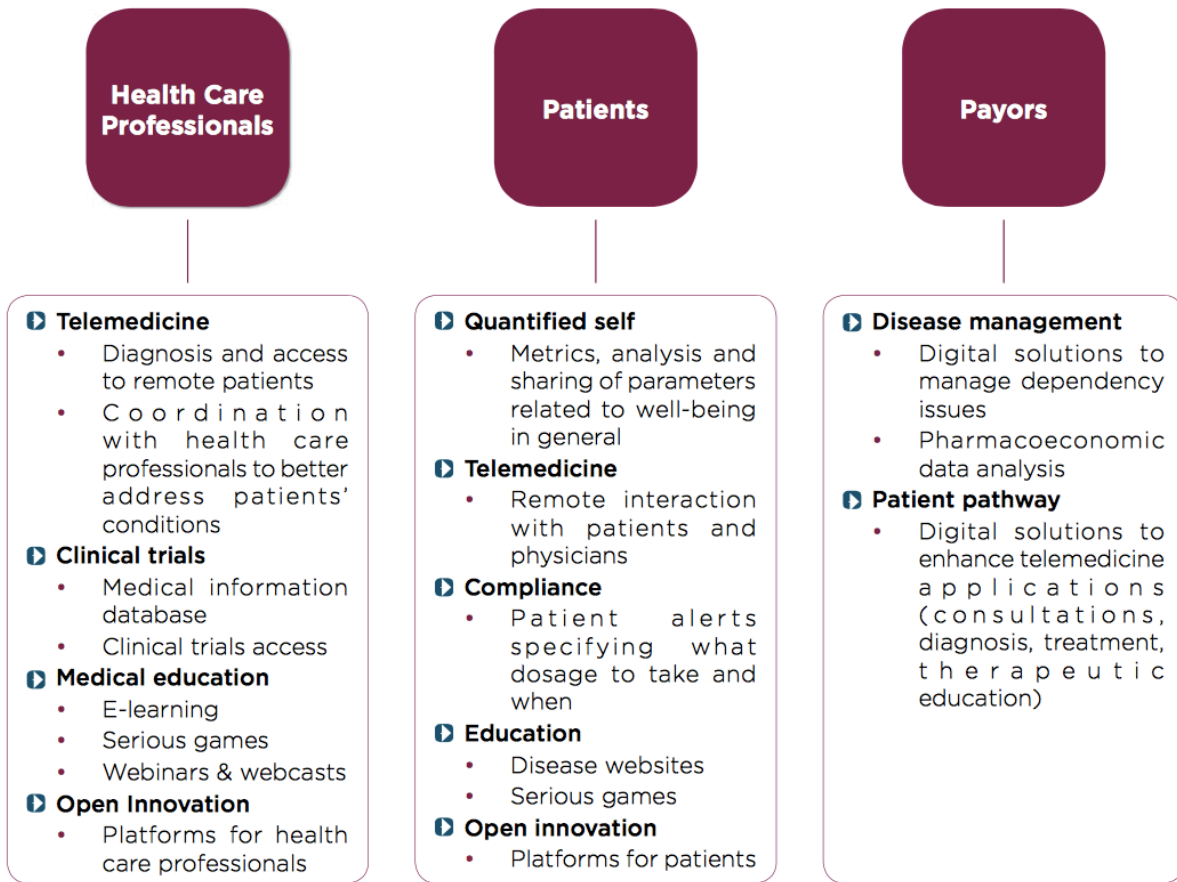 Health Care
Professionals
Telemedicine
• Diagnosis and access
to remote patients
• Coordination
with health care
professionals to better
address patients’
conditions
Clinical trials
• Medical information
database
• Clinical trials access
Medical education
• E-learning
• Serious games
• Webinars & webcasts
Open Innovation
• Platforms for health
care professionals
Patients
Quantified self
• Metrics, analysis and
sharing of parameters
related to well-being
in general
Telemedicine
• Remote interaction
with patients and
physicians
Compliance
• Patient alerts
specifying what
dosage to take and
when
Education
• Disease websites
• Serious games
Open innovation
• Platforms for patients
Payors
Disease management
• Digital solutions to
manage dependency
issues
• Pharmacoeconomic
data analysis
Patient pathway
• Digital solutions to
enhance telemedicine
applications
(consultations,
diagnosis, treatment,
therapeutic
education)